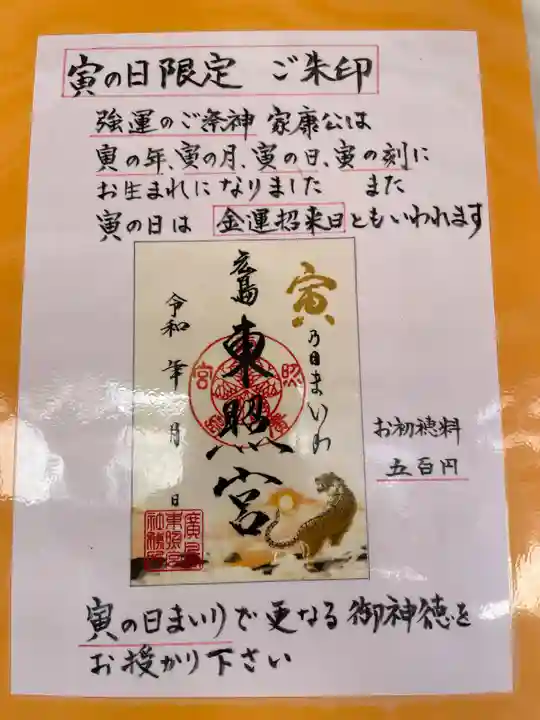 寅の日限定 ご朱印
強運のご祭神 家康公は
寅の年、寅の月、寅の日、寅の刻に
お生まれになりました また
寅の日は 金運招来日ともいわれます
寅
乃日まいり
広島
東照宮
令和 年 月 日
照
宮
お初穂料
五百円
寅の日まいりで更なる御神徳を
お授かり下さい